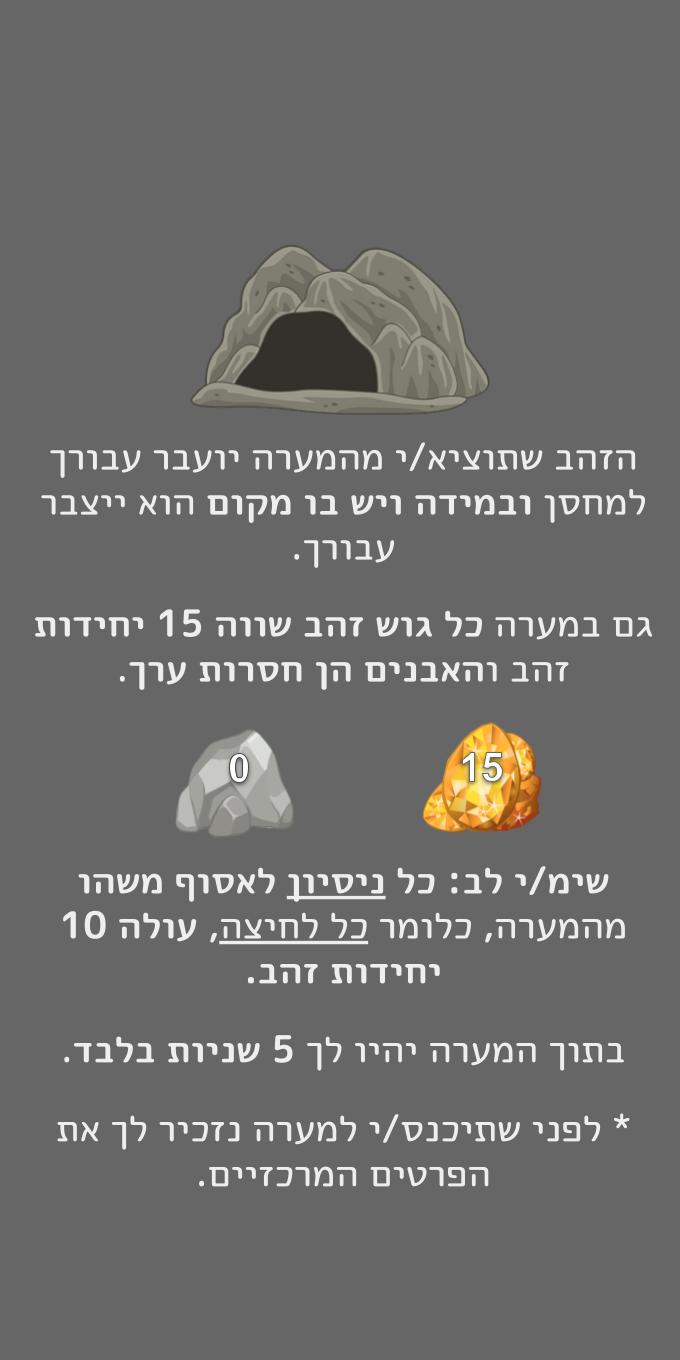 הזהב שתוציא/י מהמערה יועבר עבורך
למחסן ובמידה ויש בו מקום הוא ייצבר
עבורך.
גם במערה כל גוש זהב שווה 15 יחידות
זהב והאבנים הן חסרות ערך.
15 0
שימ/י לב: כל ניסיון לאסוף משהו
מהמערה, כלומר כל לחיצה, עולה 10
יחידות זהב.
בתוך המערה יהיו לך 5 שניות בלבד.
* לפני שתיכנס/י למערה נזכיר לך את
הפרטים המרכזיים.